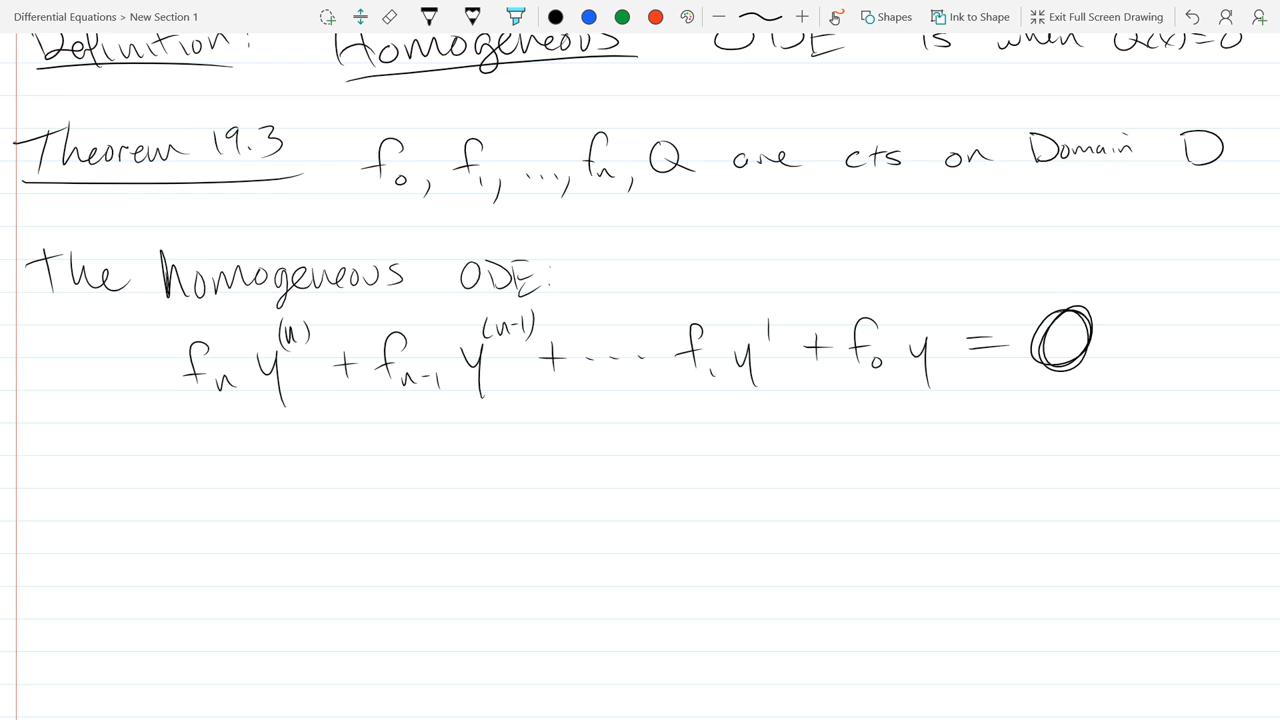 Differential Equations > New Section 1 Shapes Ink to Shape Exit Full Screen Drawing
Definition: Homogeneous ODE is when Q(x)=0
Theorem 19.3 f₀, f₁, ..., fₙ, Q are cts on Domain D
The homogeneous ODE:
fₙ y⁽ⁿ⁾ + fₙ₋₁ y⁽ⁿ⁻¹⁾ + ... f₁ y' + f₀ y = 0